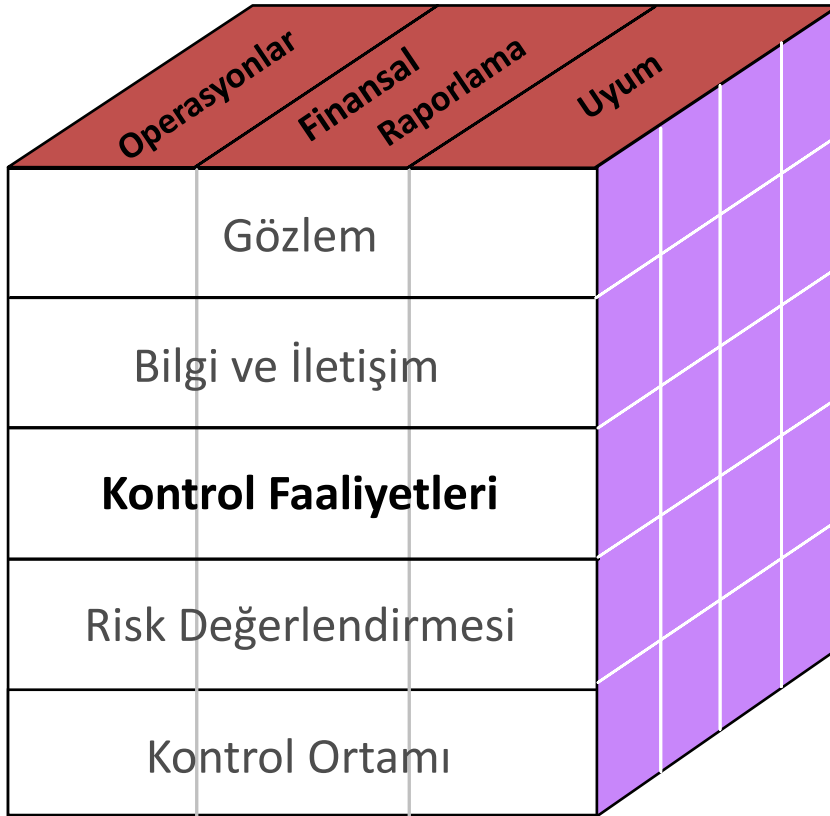 Operasyonlar
Finansal
Raporlama
Uyum
Gözlem
Bilgi ve İletişim
Kontrol Faaliyetleri
Risk Değerlendirmesi
Kontrol Ortamı